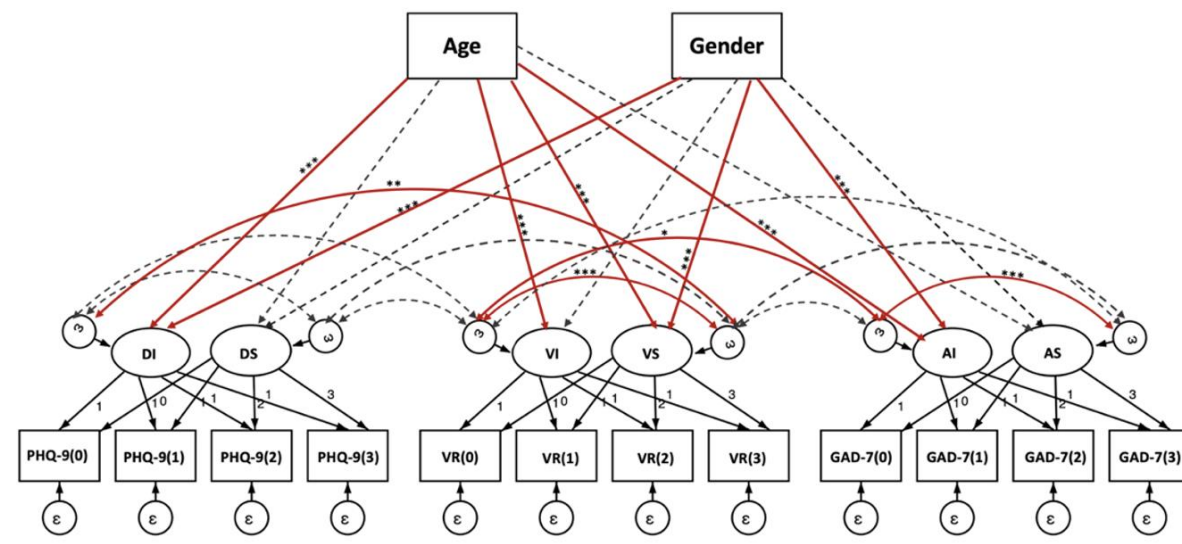 Age Gender
***
**
***
***
***
***
*
***
***
***
***
ε ε ε ε ε ε
DI DS VI VS AI AS
1 1 0 1 1 2 1 3 1 1 0 1 1 2 1 3 1 1 0 1 1 2 1 3
PHQ-9(0) PHQ-9(1) PHQ-9(2) PHQ-9(3) VR(0) VR(1) VR(2) VR(3) GAD-7(0) GAD-7(1) GAD-7(2) GAD-7(3)
ε ε ε ε ε ε ε ε ε ε ε ε